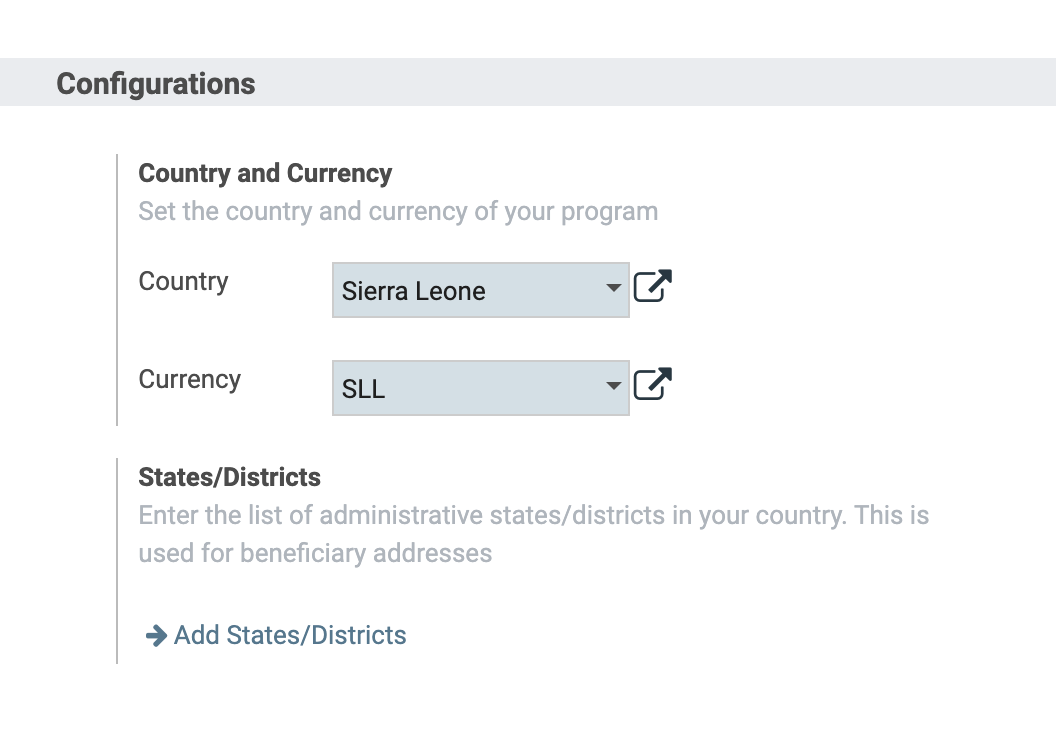 Configurations
Country and Currency
Set the country and currency of your program
Country
Sierra Leone
Currency
SLL
States/Districts
Enter the list of administrative states/districts in your country. This is
used for beneficiary addresses
Add States/Districts